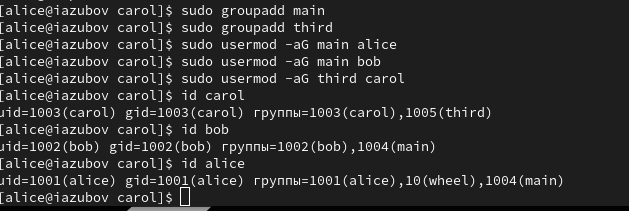 [alice@iazubov carol]$ sudo groupadd main
[alice@iazubov carol]$ sudo groupadd third
[alice@iazubov carol]$ sudo usermod -aG main alice
[alice@iazubov carol]$ sudo usermod -aG main bob
[alice@iazubov carol]$ sudo usermod -aG third carol
[alice@iazubov carol]$ id carol
uid=1003(carol) gid=1003(carol) группы=1003(carol),1005(third)
[alice@iazubov carol]$ id bob
uid=1002(bob) gid=1002(bob) группы=1002(bob),1004(main)
[alice@iazubov carol]$ id alice
uid=1001(alice) gid=1001(alice) группы=1001(alice),10(wheel),1004(main)
[alice@iazubov carol]$